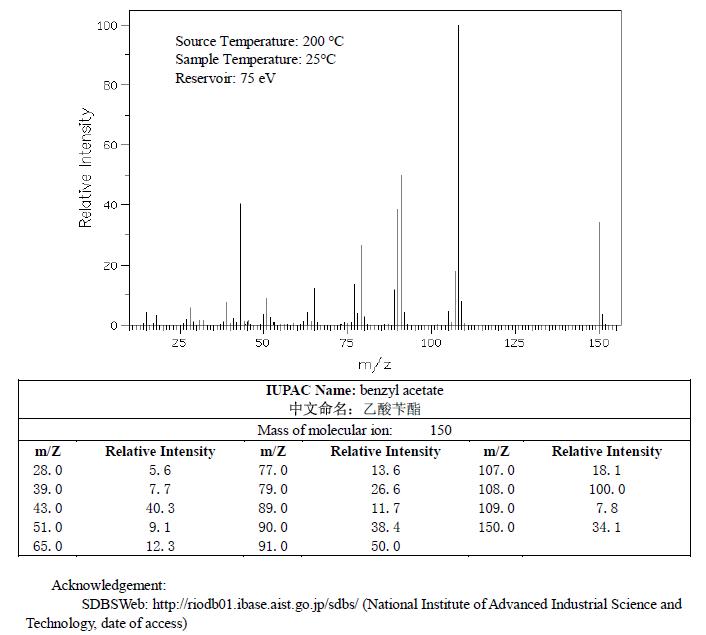 100
80
60
40
20
0
Relative Intensity
Source Temperature: 200 °C
Sample Temperature: 25°C
Reservoir: 75 eV
25 50 75 100 125 150
m/z
IUPAC Name: benzyl acetate
中文命名：乙酸苄酯
Mass of molecular ion: 150
m/Z Relative Intensity m/Z Relative Intensity m/Z Relative Intensity
28.0 5.6 77.0 13.6 107.0 18.1
39.0 7.7 79.0 26.6 108.0 100.0
43.0 40.3 89.0 11.7 109.0 7.8
51.0 9.1 90.0 38.4 150.0 34.1
65.0 12.3 91.0 50.0
Acknowledgement:
SDBSWeb: http://riodb01.ibase.aist.go.jp/sdbs/ (National Institute of Advanced Industrial Science and
Technology, date of access)